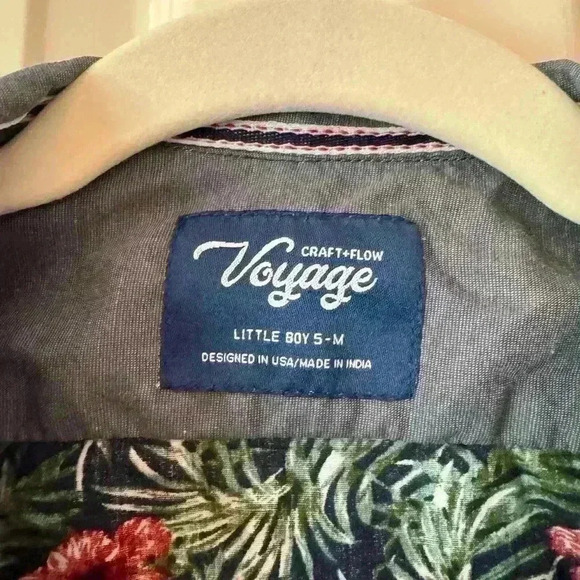 CRAFT+FLOW
Voyage
LITTLE BOY 5-M
DESIGNED IN USA/MADE IN INDIA